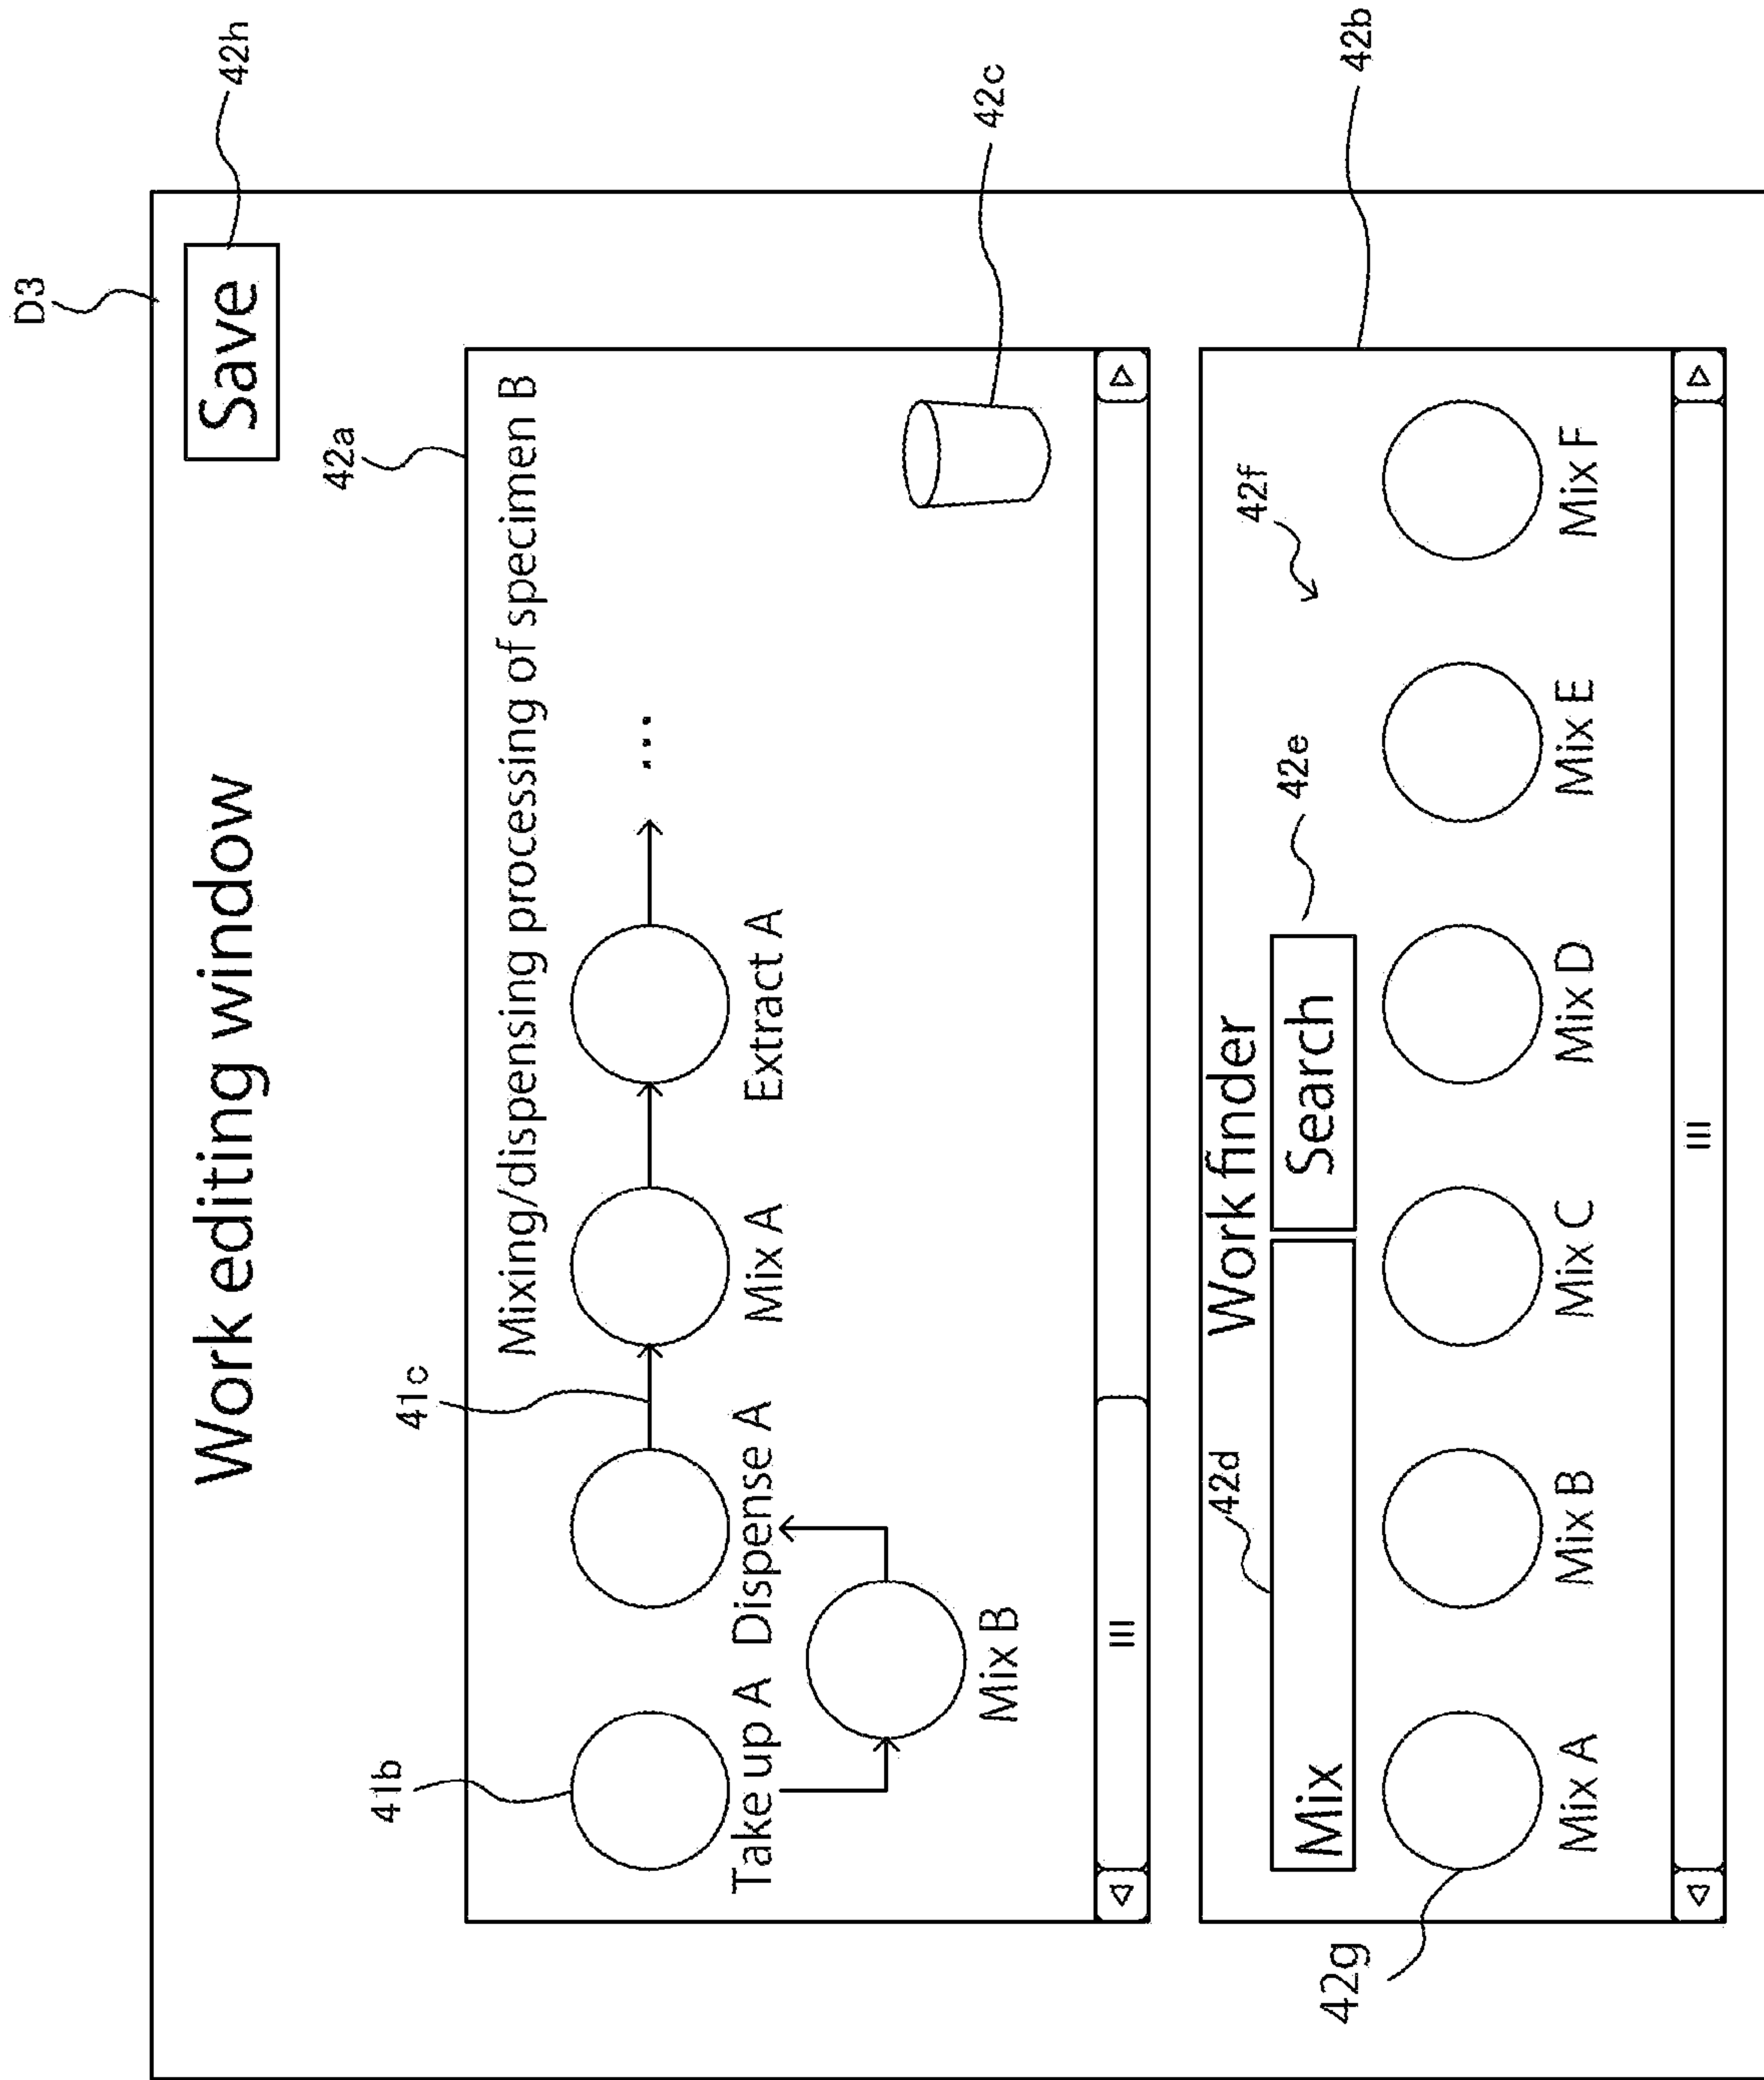 D3
Work editing window
Save
42h
42a
Mixing/dispensing processing of specimen B
41b
41c
Take up A
Dispense A
Mix A
Extract A
...
Mix B
42c
Work finder
42d
Mix
Search
42e
42f
42b
42g
Mix A
Mix B
Mix C
Mix D
Mix E
Mix F